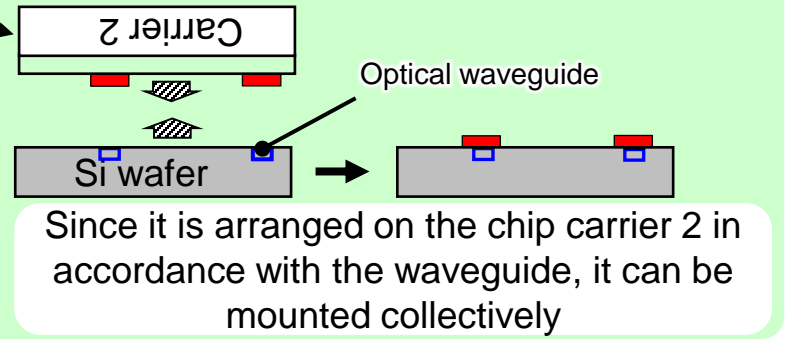 Carrier 2
Optical waveguide
Si wafer
Since it is arranged on the chip carrier 2 in
accordance with the waveguide, it can be
mounted collectively